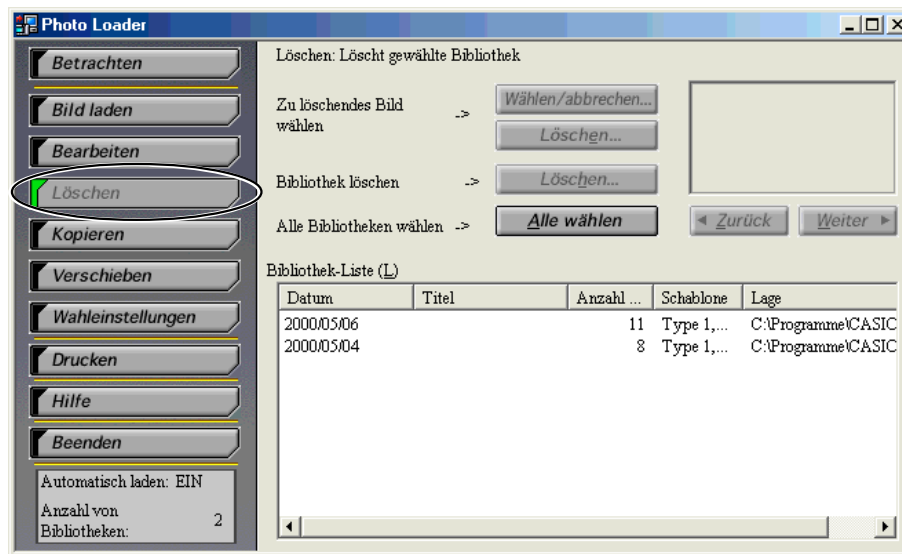 Photo Loader
Betrachten
Bild laden
Bearbeiten
Löschen
Kopieren
Verschieben
Wahleinstellungen
Drucken
Hilfe
Beenden
Automatisch laden: EIN
Anzahl von
Bibliotheken: 2
Löschen: Löscht gewählte Bibliothek
Zu löschendes Bild
wählen -> Wählen/abbrechen...
Löschen...
Bibliothek löschen -> Löschen...
Alle Bibliotheken wählen -> Alle wählen
Zurück Weiter
Bibliothek-Liste (L)
Datum Titel Anzahl ... Schablone Lage
2000/05/06 11 Type 1,... C:\Programme\CASIC
2000/05/04 8 Type 1,... C:\Programme\CASIC